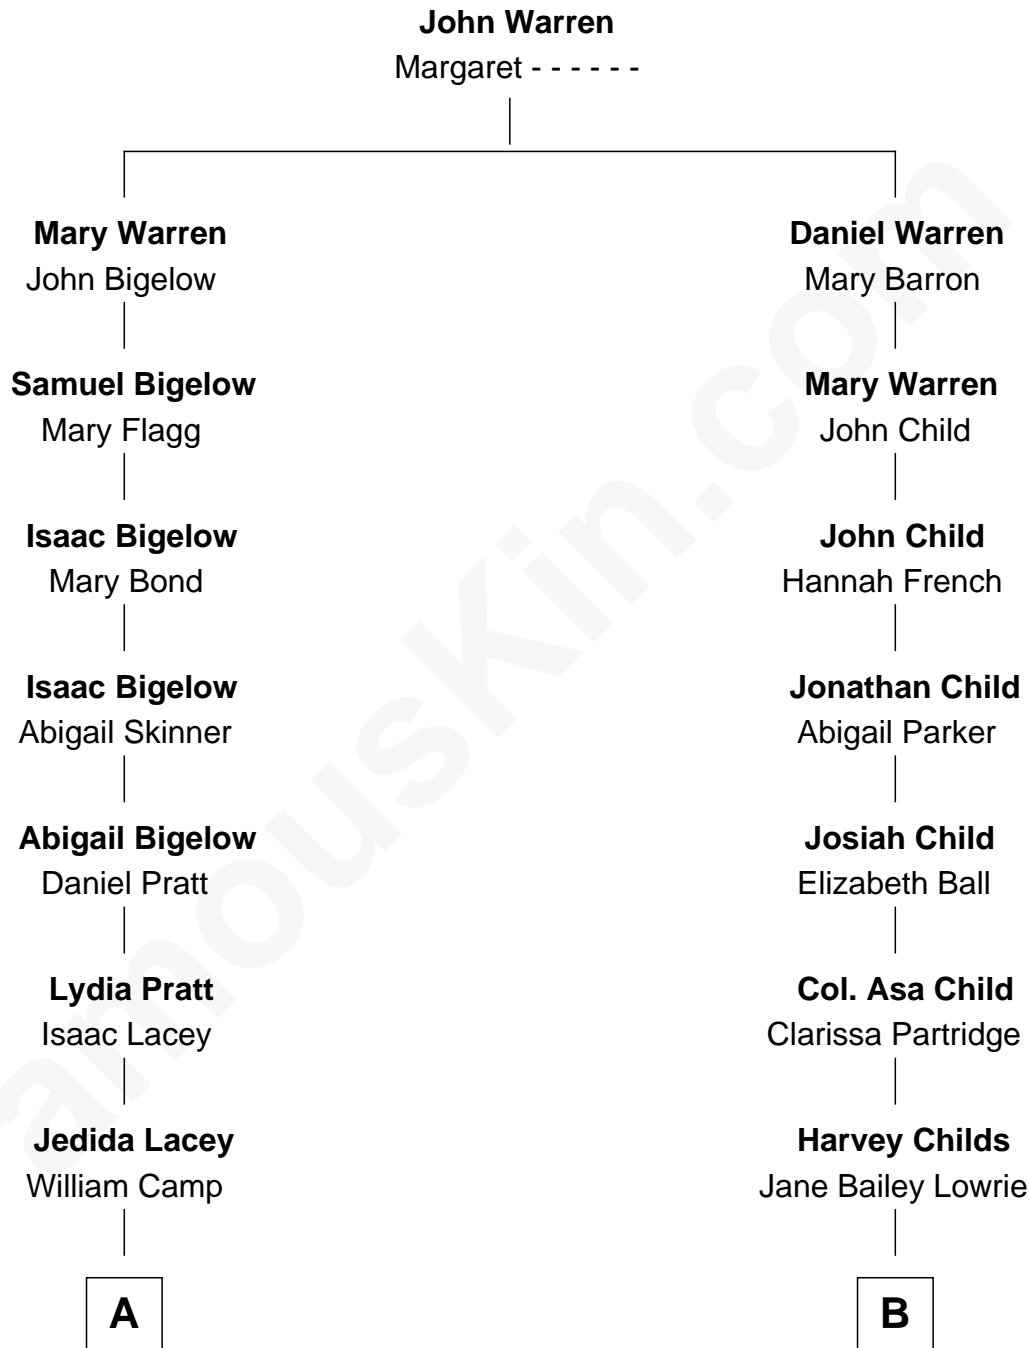 John Warren
Margaret - - - - - -
Mary Warren
John Bigelow
Daniel Warren
Mary Barron
Samuel Bigelow
Mary Flagg
Mary Warren
John Child
Isaac Bigelow
Mary Bond
John Child
Hannah French
Isaac Bigelow
Abigail Skinner
Jonathan Child
Abigail Parker
Abigail Bigelow
Daniel Pratt
Josiah Child
Elizabeth Ball
Lydia Pratt
Isaac Lacey
Col. Asa Child
Clarissa Partridge
Jedida Lacey
William Camp
Harvey Childs
Jane Bailey Lowrie
A
B
amousKin.com